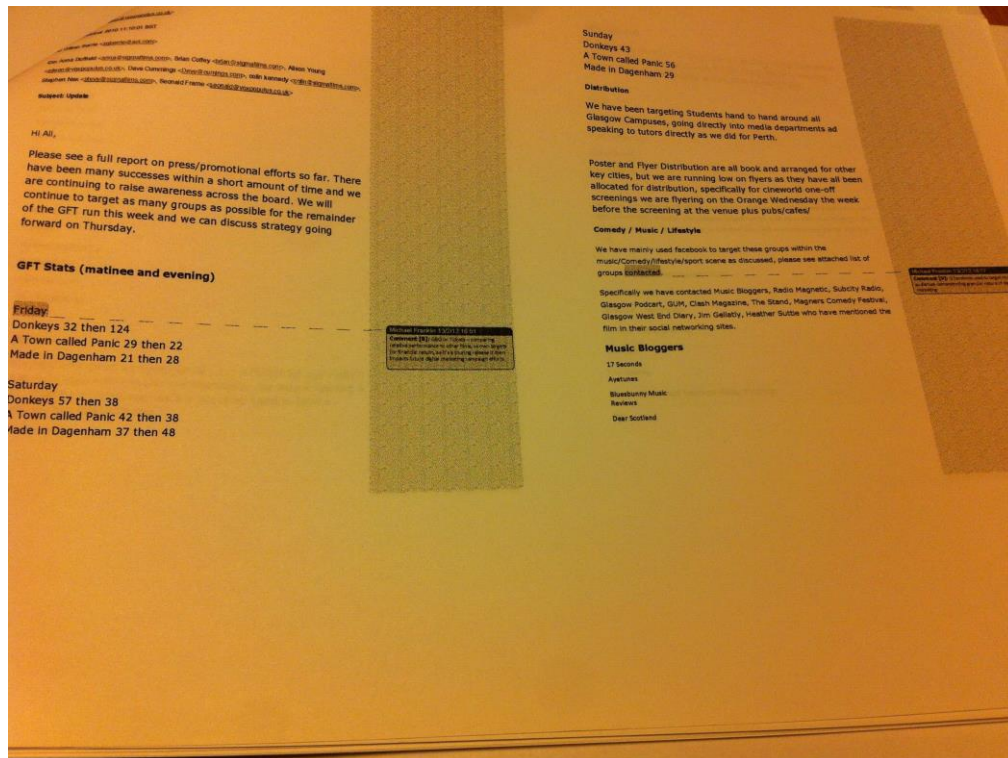 Brian Coffey Alison Young
Dave Cummings colin kennedy
Leonard Freme
Subject: Update
Hi All,
Please see a full report on press/promotional efforts so far. There
have been many successes within a short amount of time and we
are continuing to raise awareness across the board. We will
continue to target as many groups as possible for the remainder
of the GFT run this week and we can discuss strategy going
forward on Thursday.
GFT Stats (matinee and evening)
Friday
Donkeys 32 then 124
A Town called Panic 29 then 22
Made in Dagenham 21 then 28
Saturday
Donkeys 57 then 38
A Town called Panic 42 then 38
Made in Dagenham 37 then 48
Michael Franklin
Sunday
Donkeys 43
A Town called Panic 56
Made in Dagenham 29
Distribution
We have been targeting Students hand to hand around all
Glasgow Campuses, going directly into media departments ad
speaking to tutors directly as we did for Perth.
Poster and Flyer Distribution are all book and arranged for other
key cities, but we are running low on flyers as they have all been
allocated for distribution, specifically for cineworld one-off
screenings we are flyering on the Orange Wednesday the week
before the screening at the venue plus pubs/cafes/
Comedy / Music / Lifestyle
We have mainly used facebook to target these groups within the
music/Comedy/lifestyle/sport scene as discussed, please see attached list of
groups contacted.
Specifically we have contacted Music Bloggers, Radio Magnetic, Subcity Radio,
Glasgow Podcart, GUM, Clash Magazine, The Stand, Magners Comedy Festival,
Glasgow West End Diary, Jim Gellatly, Heather Suttie who have mentioned the
film in their social networking sites.
Music Bloggers
17 Seconds
Ayetunes
Bluesbunny Music
Reviews
Dear Scotland
Michael Franklin